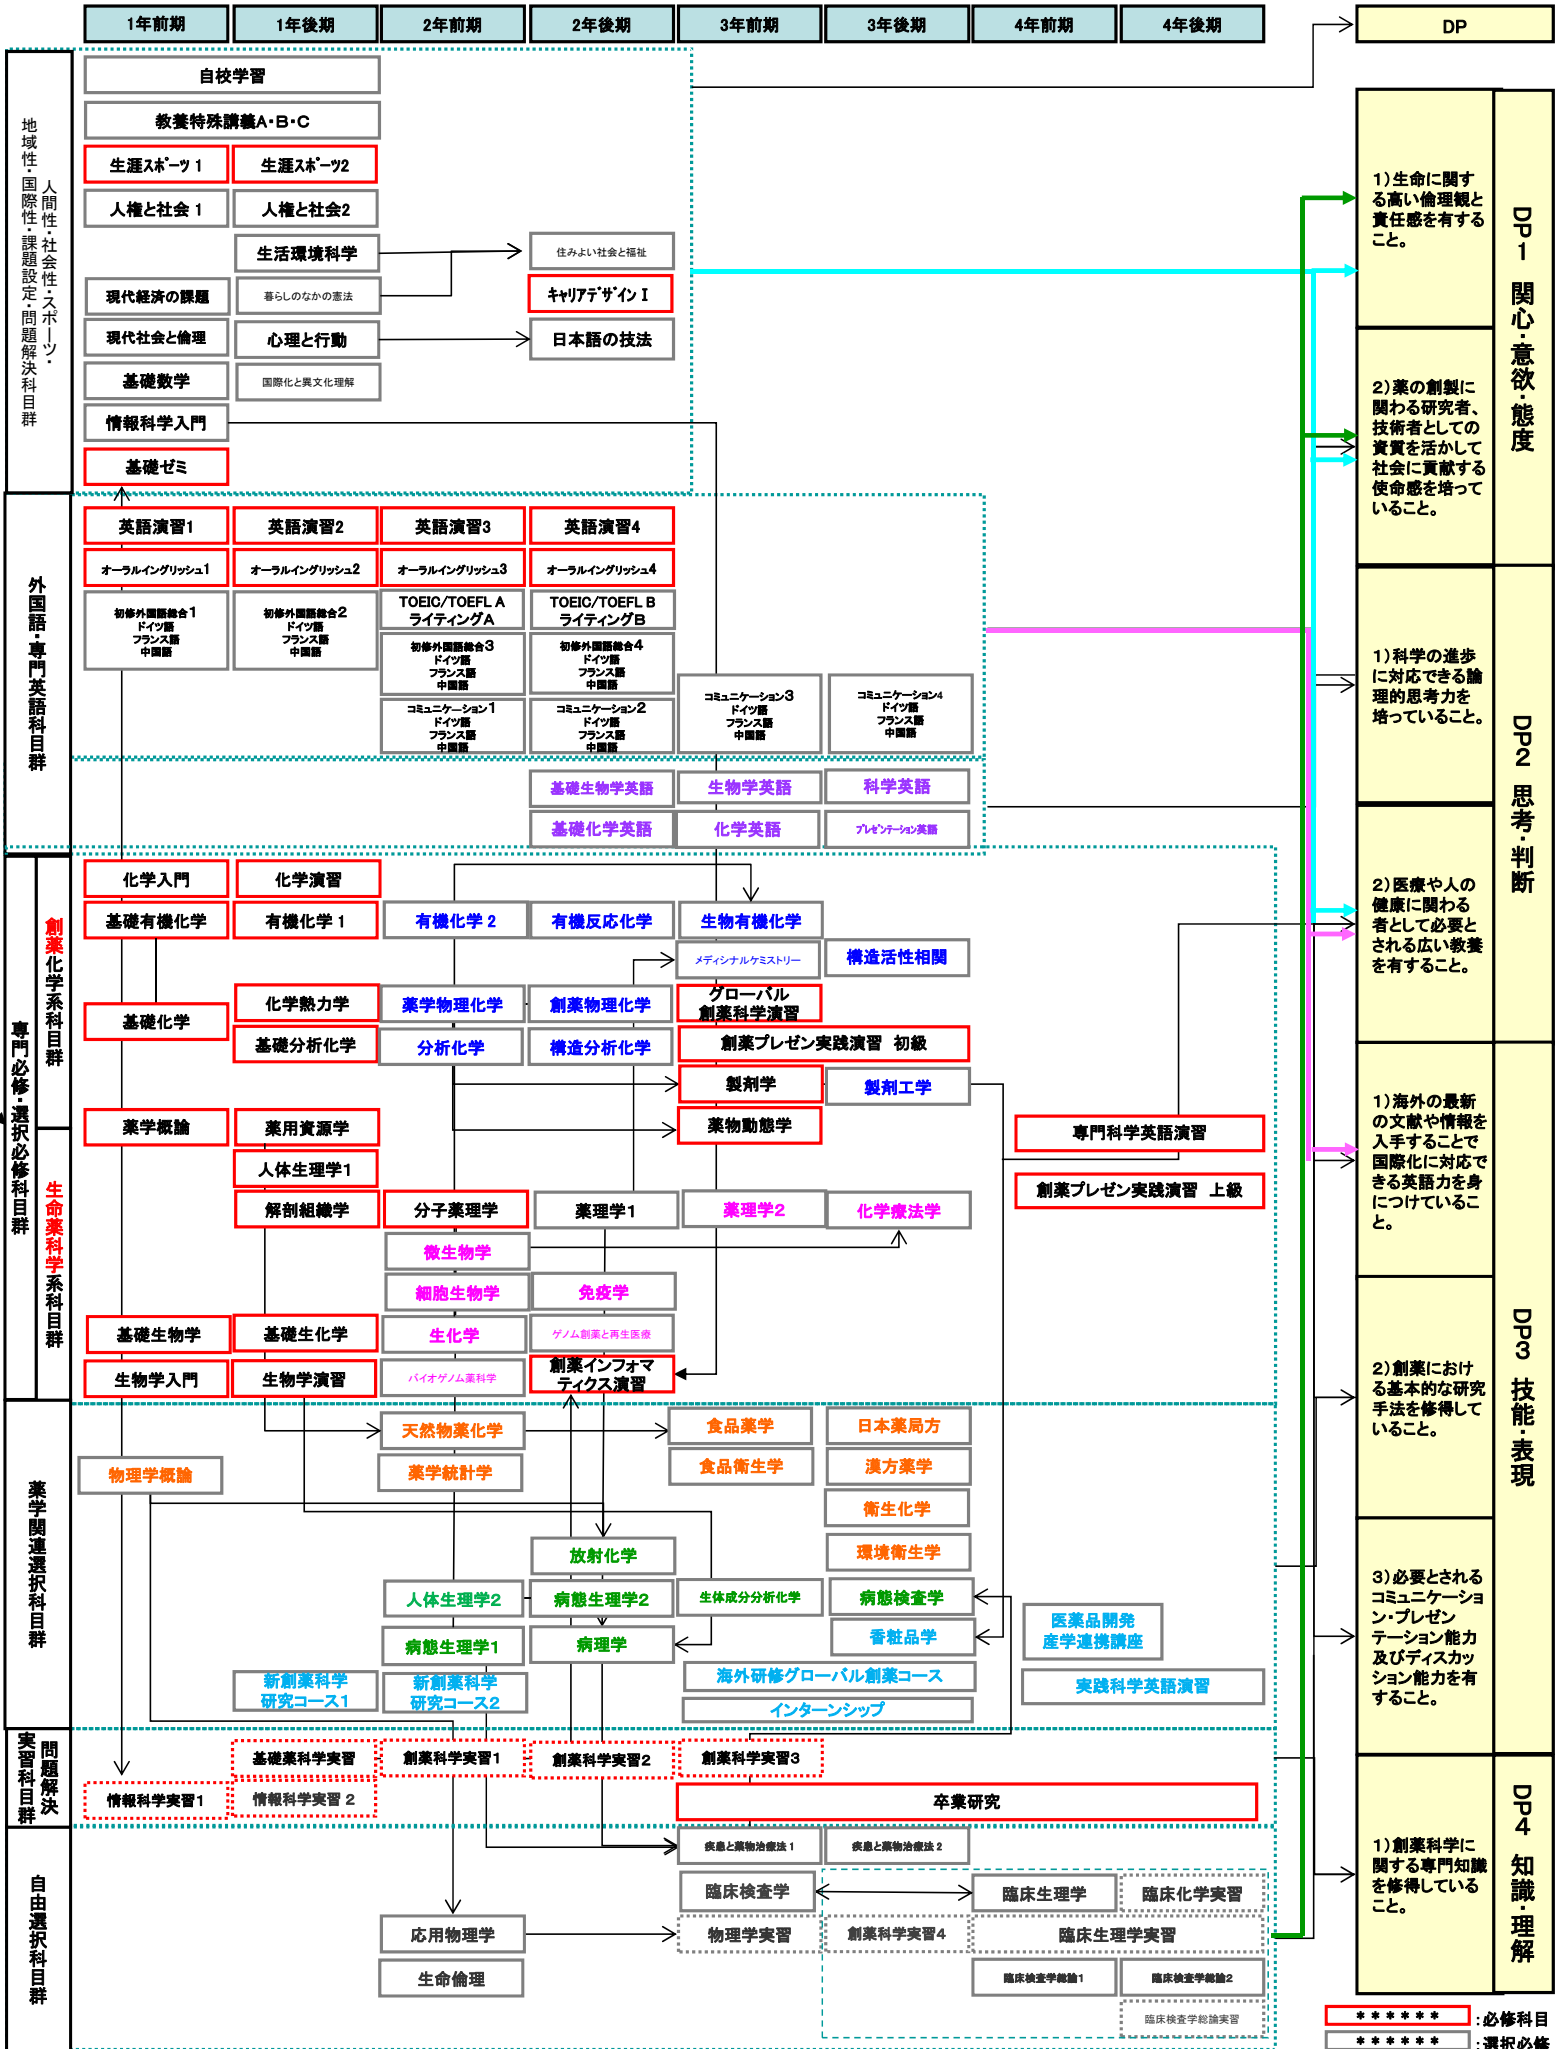 1年前期
1年後期
2年前期
2年後期
3年前期
3年後期
4年前期
4年後期
DP
人間性・社会性・スポーツ・
地域性・国際性・課題設定・問題解決科目群
自校学習
教養特殊講義A・B・C
生涯ｽﾎﾟｰﾂ 1
生涯ｽﾎﾟｰﾂ2
人権と社会 1
人権と社会2
生活環境科学
住みよい社会と福祉
現代経済の課題
暮らしのなかの憲法
ｷｬﾘｱﾃﾞｻﾞｲﾝ I
現代社会と倫理
心理と行動
日本語の技法
基礎数学
国際化と異文化理解
情報科学入門
基礎ゼミ
外国語・専門英語科目群
英語演習1
英語演習2
英語演習3
英語演習4
オーラルイングリッシュ1
オーラルイングリッシュ2
オーラルイングリッシュ3
オーラルイングリッシュ4
初修外国語総合1
ドイツ語
フランス語
中国語
初修外国語総合2
ドイツ語
フランス語
中国語
TOEIC/TOEFL A
ライティングA
TOEIC/TOEFL B
ライティングB
初修外国語総合3
ドイツ語
フランス語
中国語
初修外国語総合4
ドイツ語
フランス語
中国語
コミュニケーション1
ドイツ語
フランス語
中国語
コミュニケーション2
ドイツ語
フランス語
中国語
コミュニケーション3
ドイツ語
フランス語
中国語
コミュニケーション4
ドイツ語
フランス語
中国語
基礎生物学英語
生物学英語
科学英語
基礎化学英語
化学英語
ﾌﾟﾚｾﾞﾝﾃｰｼｮﾝ英語
専門必修・選択必修科目群
創薬化学系科目群
化学入門
化学演習
基礎有機化学
有機化学 1
有機化学 2
有機反応化学
生物有機化学
メディシナルケミストリー
構造活性相関
基礎化学
化学熱力学
薬学物理化学
創薬物理化学
グローバル
創薬科学演習
基礎分析化学
分析化学
構造分析化学
創薬プレゼン実践演習 初級
製剤学
製剤工学
生命薬科学系科目群
薬学概論
薬用資源学
薬物動態学
専門科学英語演習
人体生理学1
創薬プレゼン実践演習 上級
解剖組織学
分子薬理学
薬理学1
薬理学2
化学療法学
微生物学
細胞生物学
免疫学
基礎生物学
基礎生化学
生化学
ゲノム創薬と再生医療
生物学入門
生物学演習
バイオゲノム薬科学
創薬インフォマ
ティクス演習
薬学関連選択科目群
天然物薬化学
食品薬学
日本薬局方
物理学概論
薬学統計学
食品衛生学
漢方薬学
衛生化学
放射化学
環境衛生学
人体生理学2
病態生理学2
生体成分分析化学
病態検査学
病態生理学1
病理学
香粧品学
医薬品開発
産学連携講座
新創薬科学
研究コース1
新創薬科学
研究コース2
海外研修グローバル創薬コース
実践科学英語演習
インターンシップ
問題解決
実習科目群
基礎薬科学実習
創薬科学実習1
創薬科学実習2
創薬科学実習3
情報科学実習1
情報科学実習 2
卒業研究
自由選択科目群
疾患と薬物治療法 1
疾患と薬物治療法 2
臨床検査学
臨床生理学
臨床化学実習
応用物理学
物理学実習
創薬科学実習4
臨床生理学実習
生命倫理
臨床検査学総論1
臨床検査学総論2
臨床検査学総論実習
DP1 関心・意欲・態度
1)生命に関す
る高い倫理観と
責任感を有する
こと。
2)薬の創製に
関わる研究者、
技術者としての
資質を活かして
社会に貢献する
使命感を培って
いること。
DP2 思考・判断
1)科学の進歩
に対応できる論
理的思考力を
培っていること。
2)医療や人の
健康に関わる
者として必要と
される広い教養
を有すること。
DP3 技能・表現
1)海外の最新
の文献や情報を
入手することで
国際化に対応で
きる英語力を身
につけているこ
と。
2)創薬におけ
る基本的な研究
手法を修得して
いること。
3)必要とされる
コミュニケーショ
ン・プレゼン
テーション能力
及びディスカッ
ション能力を有
すること。
DP4 知識・理解
1)創薬科学に
関する専門知識
を修得している
こと。
＊＊＊＊＊＊ :必修科目
＊＊＊＊＊＊ :選択必修